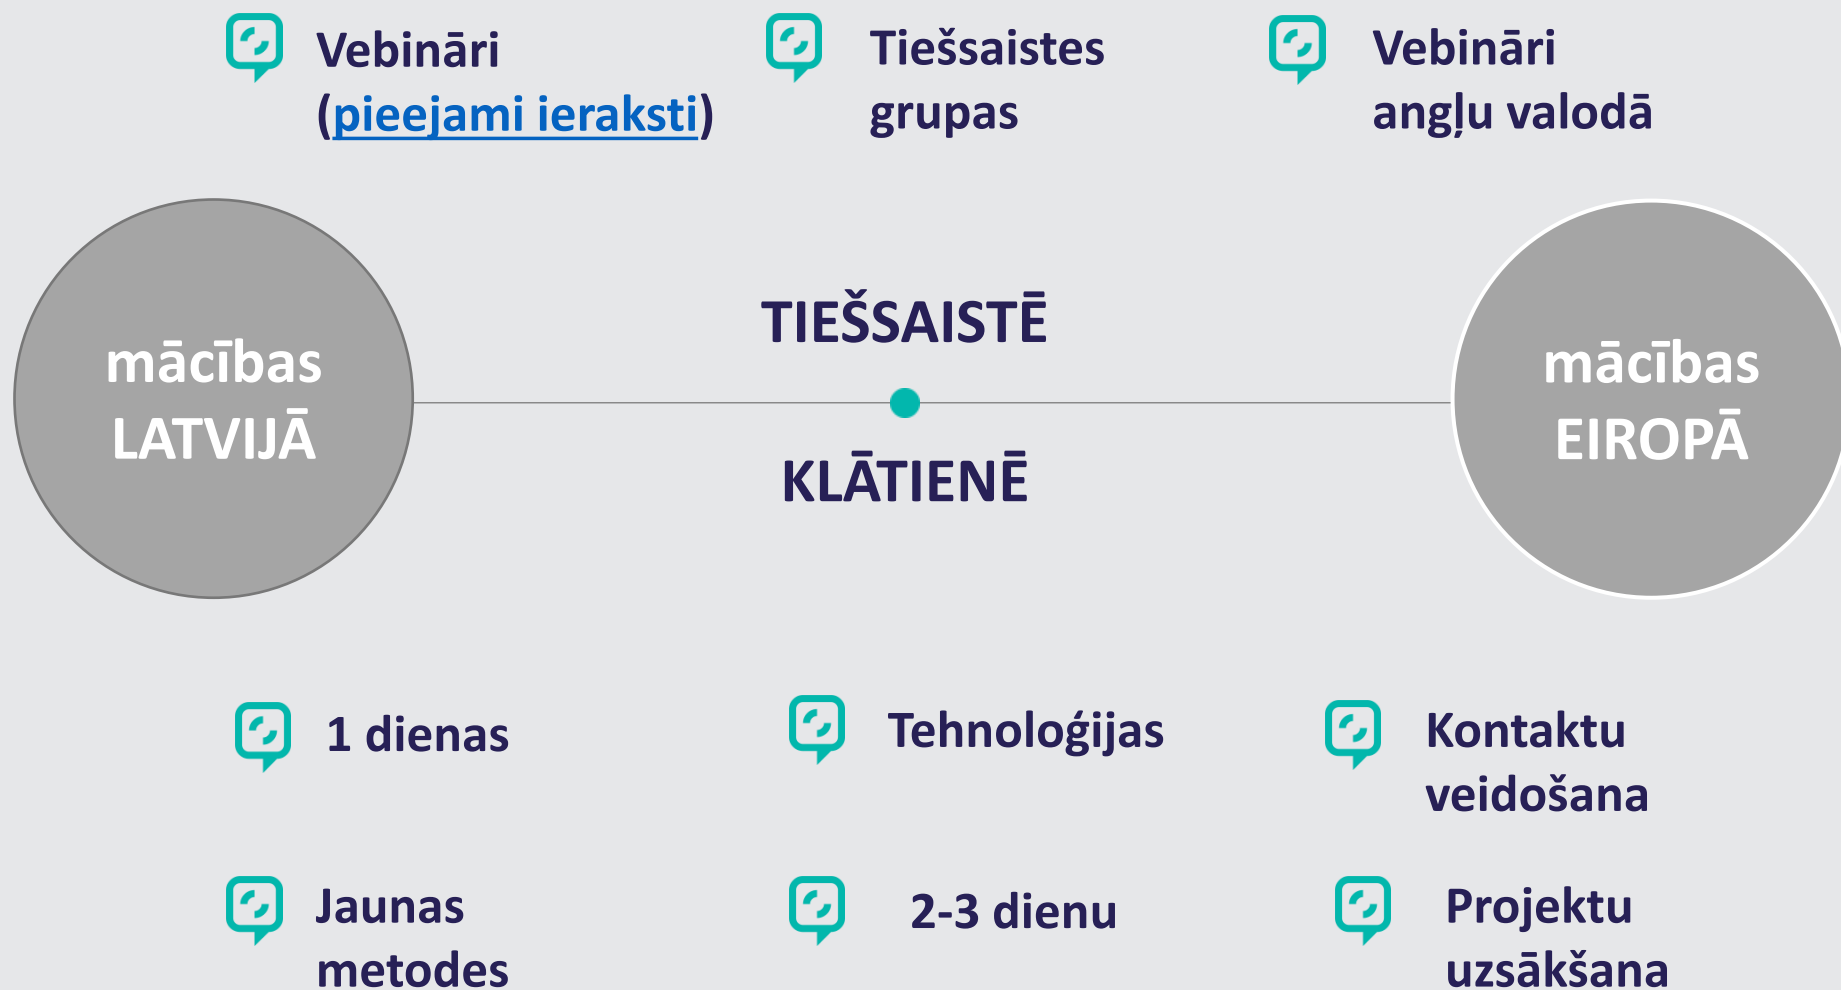 Vebināri
(pieejami ieraksti)
Tiešsaistes
grupas
Vebināri
angļu valodā
mācības
LATVIJĀ
TIEŠSAISTĒ
KLĀTIENĒ
mācības
EIROPĀ
1 dienas
Tehnoloģijas
Kontaktu
veidošana
Jaunas
metodes
2-3 dienu
Projektu
uzsākšana